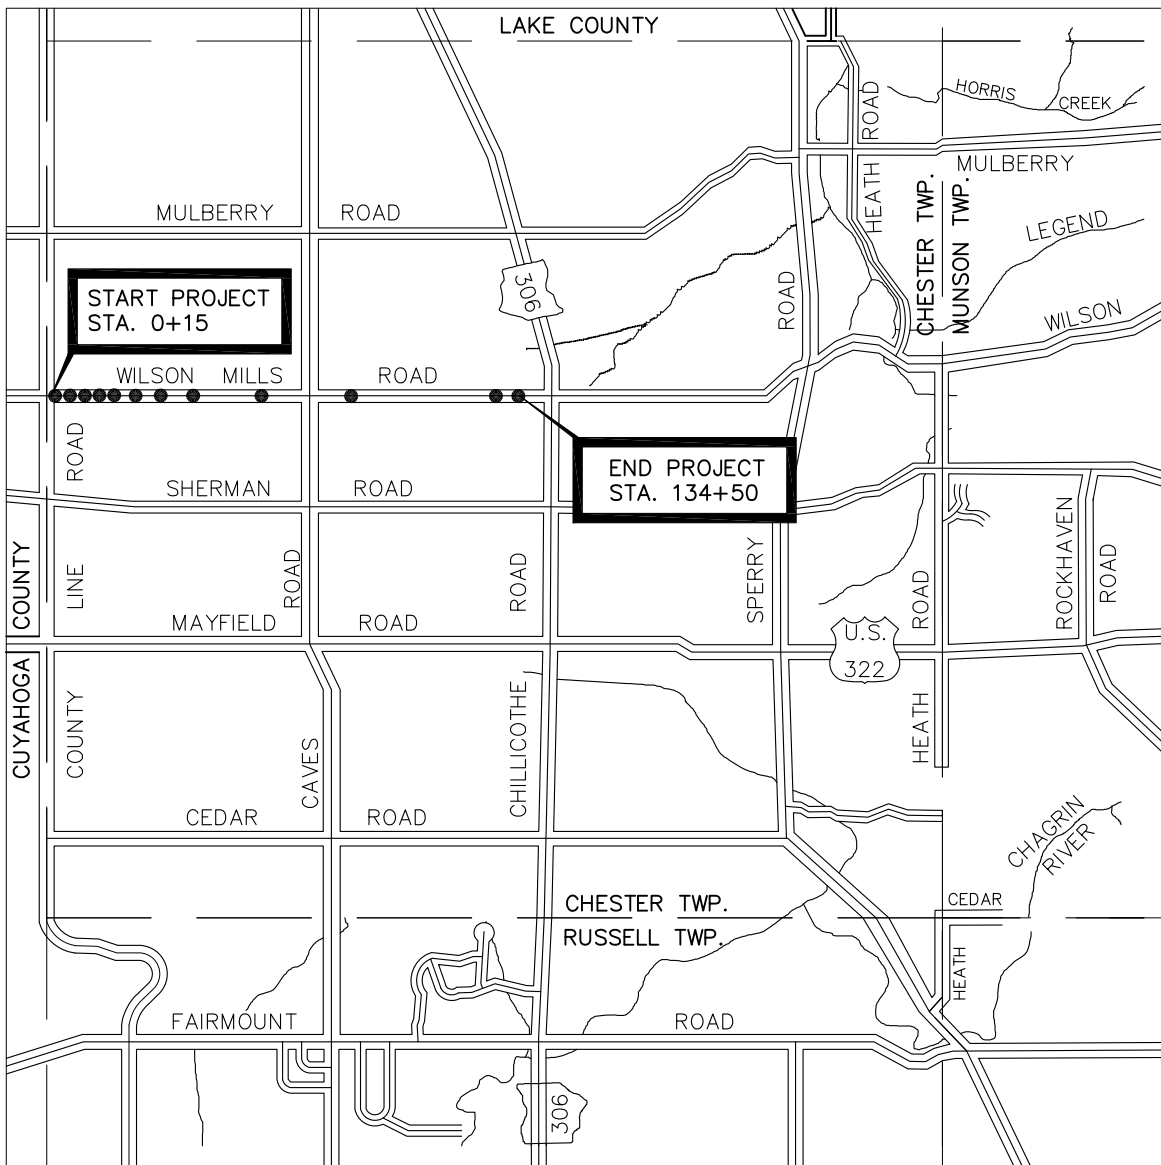 LAKE COUNTY
HORRIS
CREEK
HEATH ROAD
MULBERRY
CHESTER TWP.
MUNSON TWP.
LEGEND
MULBERRY ROAD
306
ROAD
WILSON
START PROJECT
STA. 0+15
WILSON MILLS ROAD
END PROJECT
STA. 134+50
SHERMAN ROAD
COUNTY LINE ROAD
CUYAHOGA COUNTY
CAVES ROAD
CHILLICOTHE ROAD
SPERRY
HEATH ROAD
ROCKHAVEN
ROAD
MAYFIELD ROAD
U.S.
322
CEDAR ROAD
CHAGRIN
RIVER
CHESTER TWP.
RUSSELL TWP.
CEDAR
HEATH
FAIRMOUNT ROAD
306